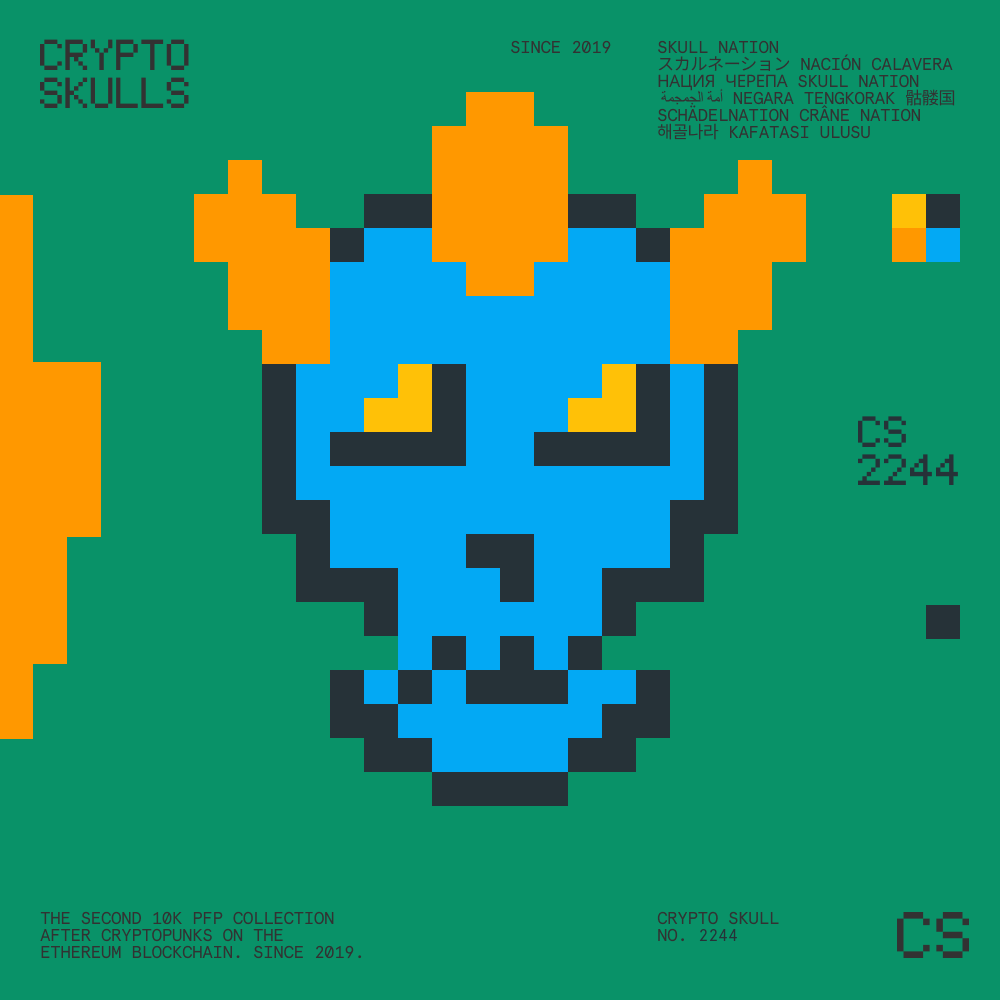 CRYPTO
SKULLS
SINCE 2019
SKULL NATION
スカルネーション NACIÓN CALAVERA
НАЦИЯ ЧЕРЕПА SKULL NATION
أمة الجمجمة NEGARA TENGKORAK 骷髅国
SCHÄDELNATION CRÂNE NATION
해골나라 KAFATASI ULUSU
CS
2244
THE SECOND 10K PFP COLLECTION
AFTER CRYPTOPUNKS ON THE
ETHEREUM BLOCKCHAIN. SINCE 2019.
CRYPTO SKULL
NO. 2244
CS